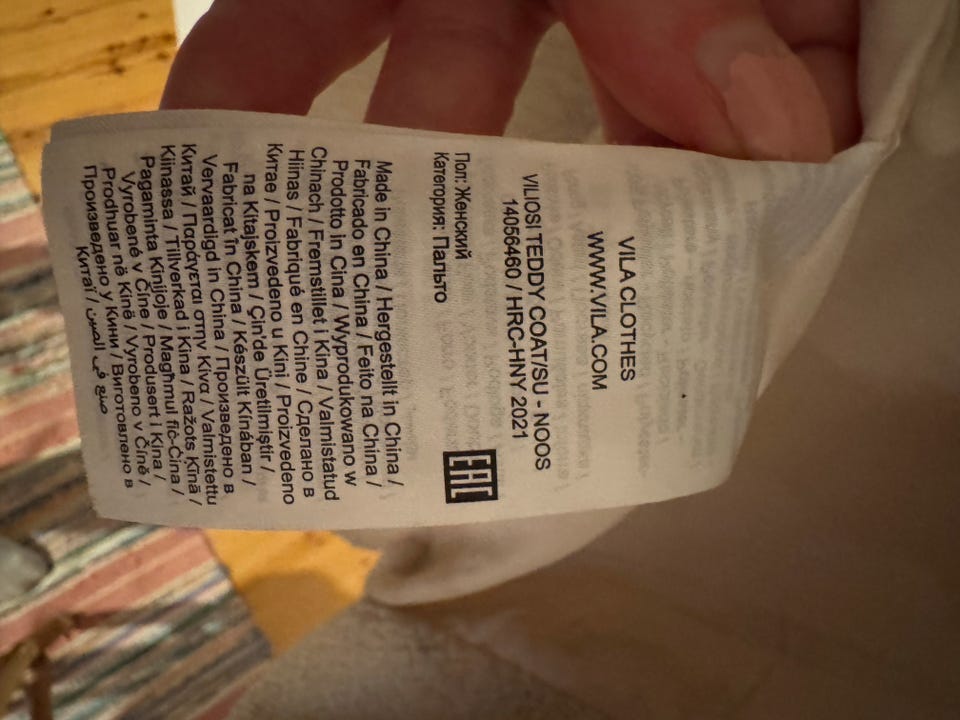 VILA CLOTHES
WWW.VILA.COM
VILIOSI TEDDY COAT/SU - NOOS
14056460 / HRC-HNY 2021
EAC
Пол: Женский
Категория: Пальто
Made in China / Hergestellt in China /
Fabricado en China / Feito na China /
Prodotto in Cina / Wyprodukowano w
Chinach / Fremstillet i Kina / Valmistatud
Hiinas / Fabriqué en Chine / Сделано в
Китае / Proizvedeno u Kini / Proizvedeno
na Kitajskem / Çin'de Üretilmiştir /
Fabricat în China / Készült Kínában /
Vervaardigd in China / Произведено в
Китай / Παράγεται στην Κίνα / Valmistettu
Kiinassa / Tillverkad i Kina / Ražots Ķīnā /
Pagaminta Kinijoje / Magħmul fiċ-Ċina /
Vyrobené v Číne / Produsert i Kina /
Prodhuar në Kinë / Vyrobeno v Číně /
Произведено у Кини / Виготовлено в
Китаї / صنع في الصين